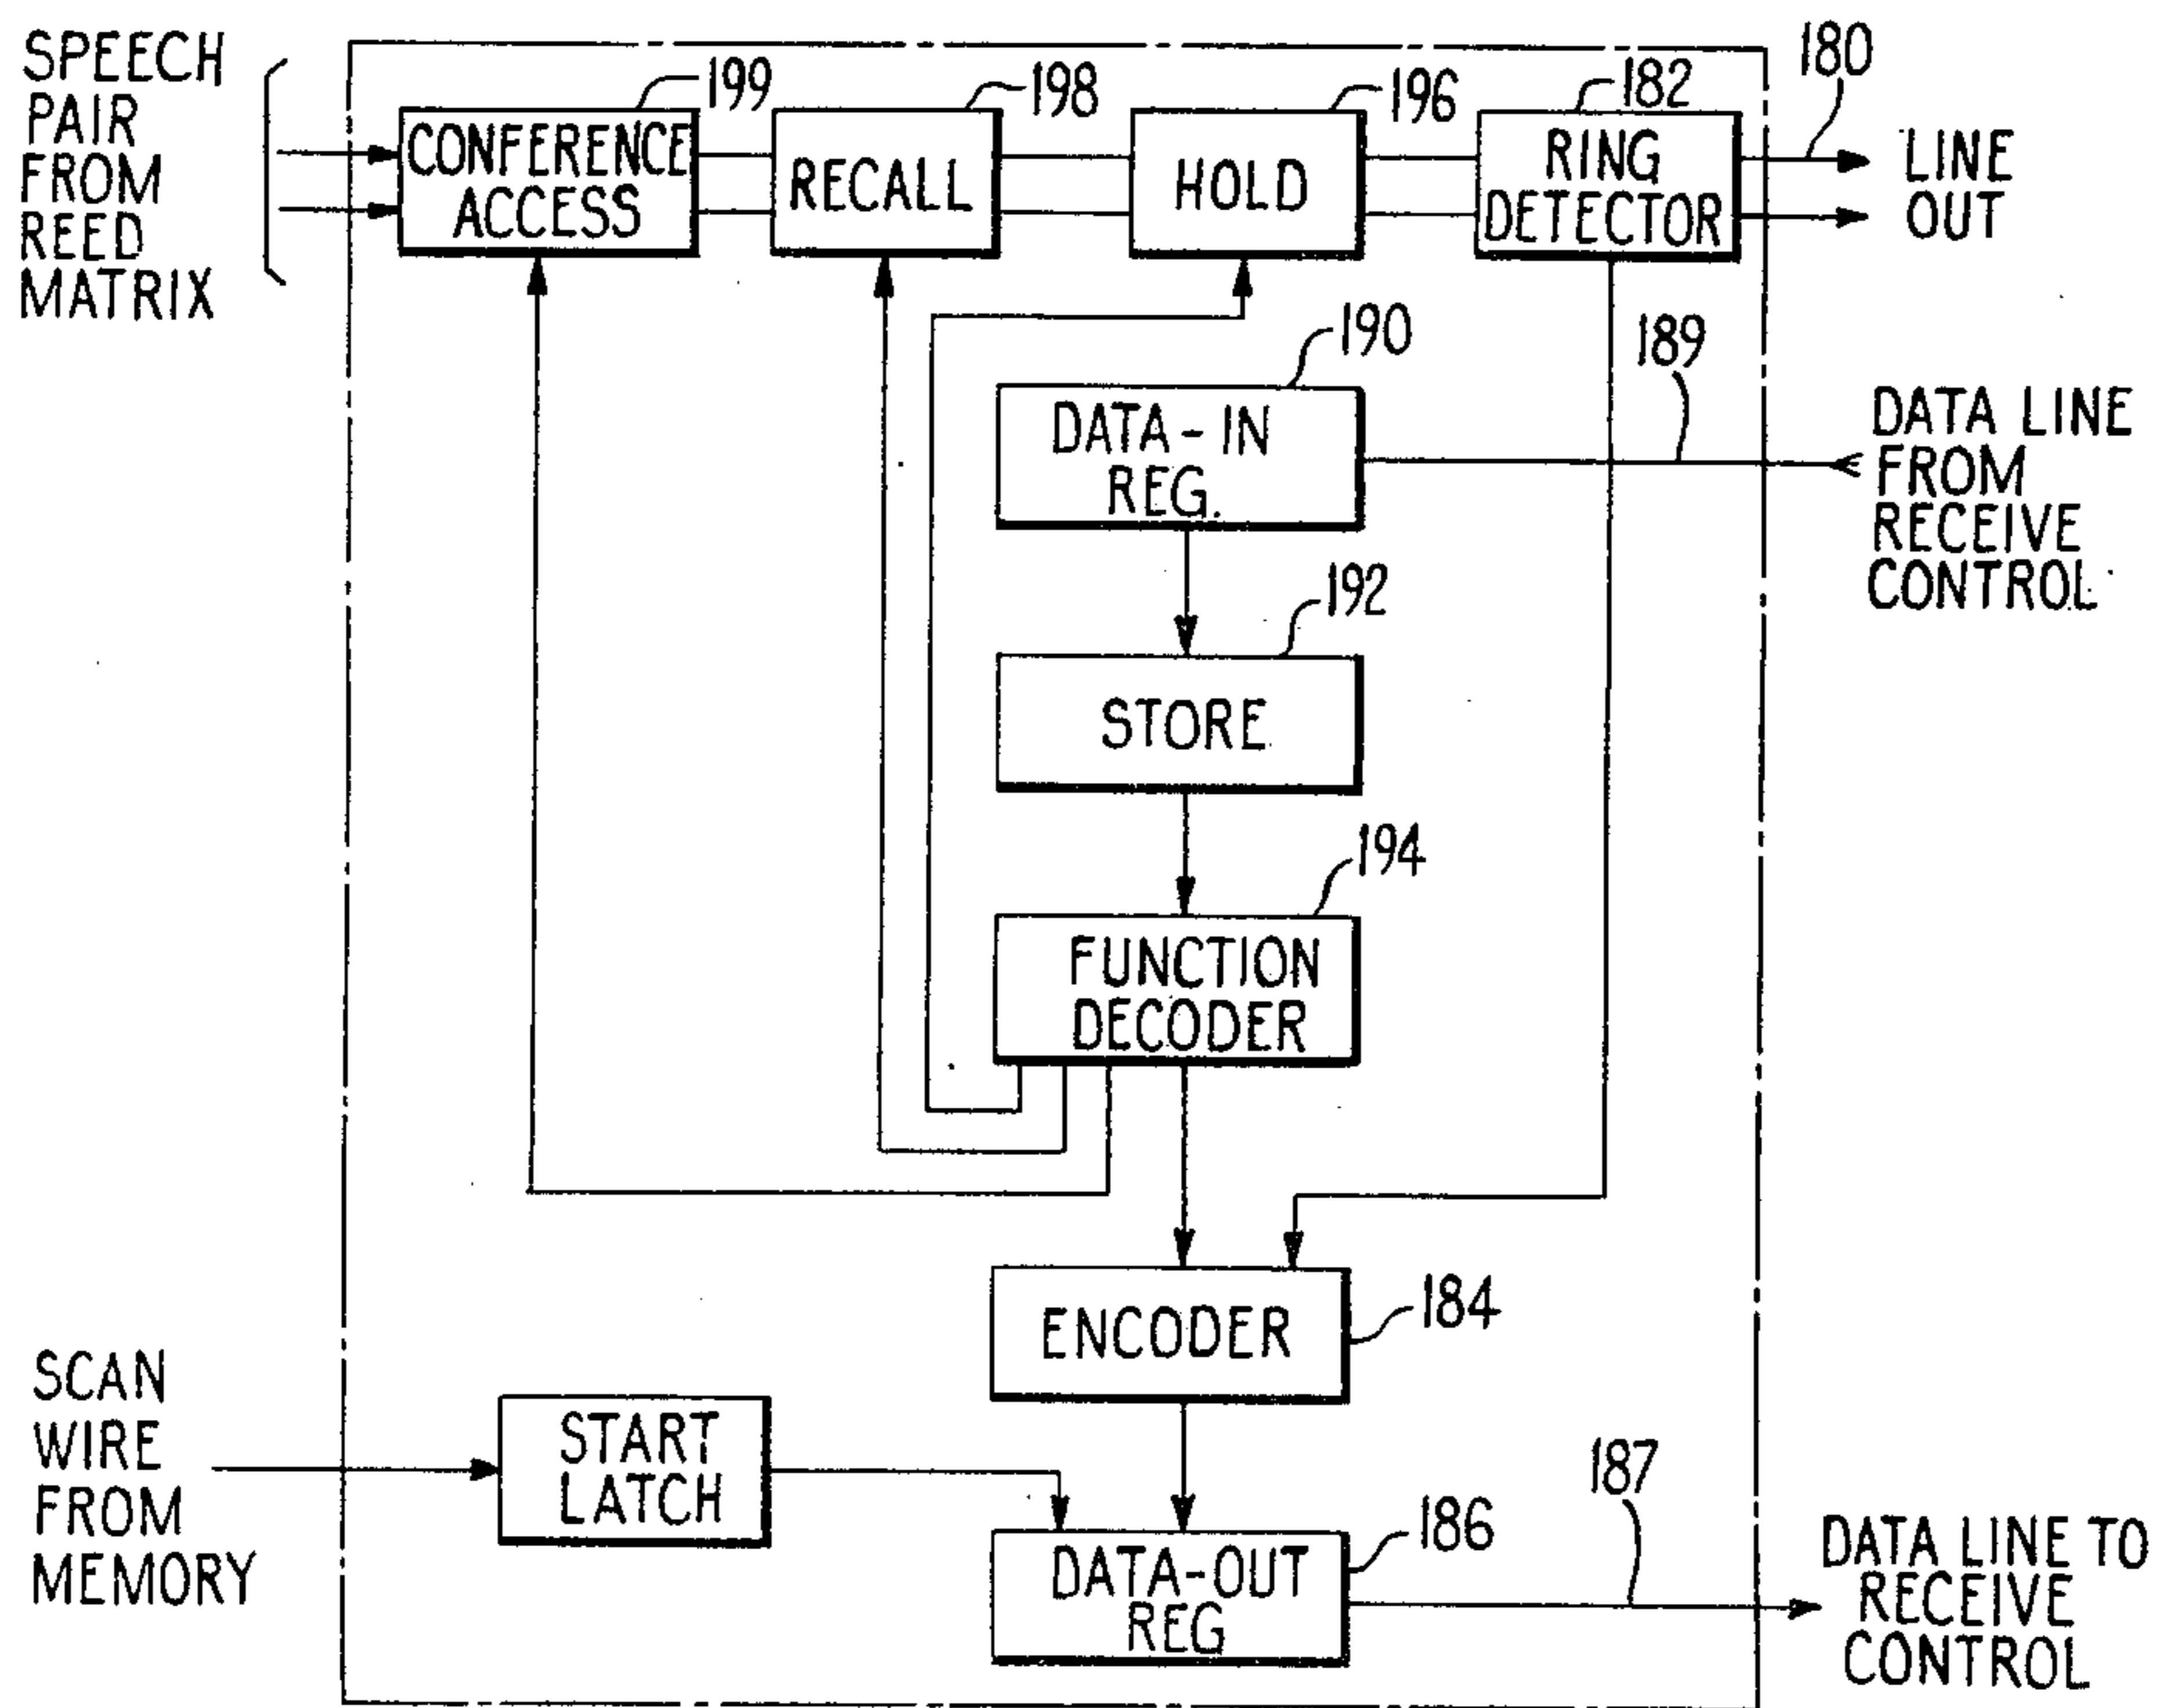 SPEECH
PAIR
FROM
REED
MATRIX
199
198
196
182
180
CONFERENCE
ACCESS
RECALL
HOLD
RING
DETECTOR
LINE
OUT
190
189
DATA-IN
REG.
DATA LINE
FROM
RECEIVE
CONTROL
192
STORE
194
FUNCTION
DECODER
ENCODER
184
SCAN
WIRE
FROM
MEMORY
START
LATCH
187
186
DATA-OUT
REG
DATA LINE TO
RECEIVE
CONTROL